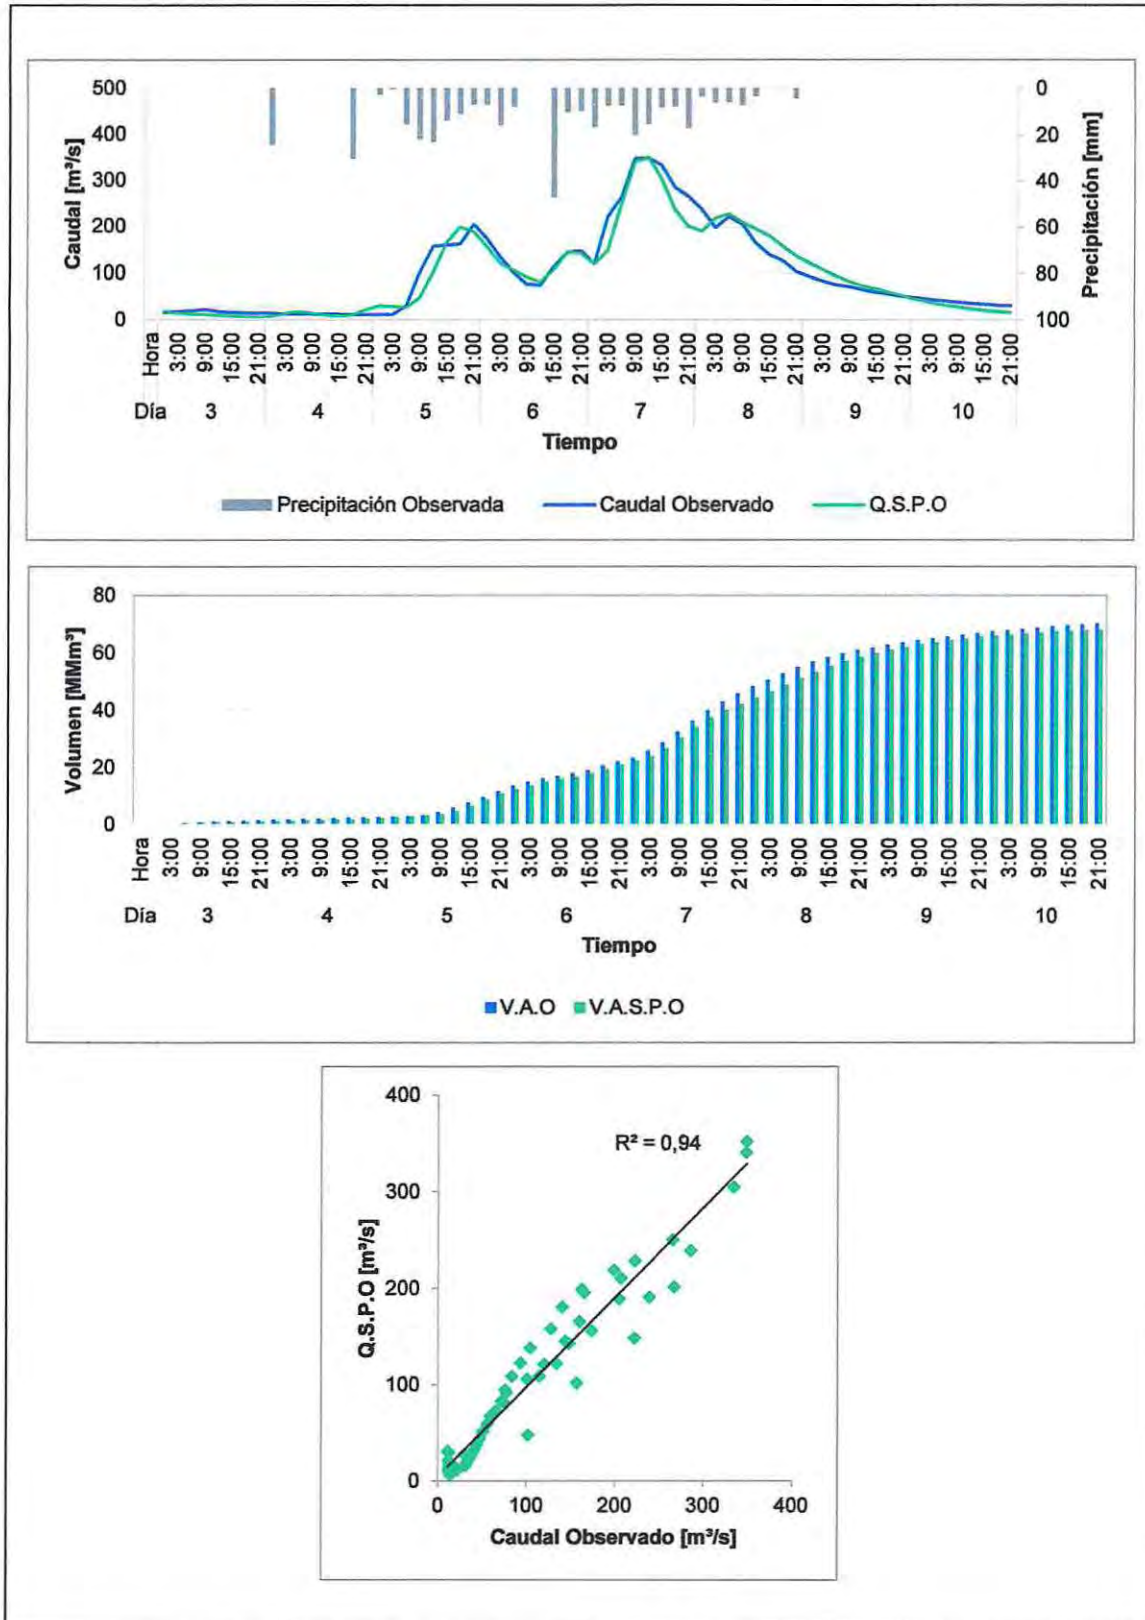 500
400
300
200
100
0
Caudal [m³/s]
0
20
40
60
80
100
Precipitación [mm]
Hora 3:00 9:00 15:00 21:00 3:00 9:00 15:00 21:00 3:00 9:00 15:00 21:00 3:00 9:00 15:00 21:00 3:00 9:00 15:00 21:00 3:00 9:00 15:00 21:00 3:00 9:00 15:00 21:00 3:00 9:00 15:00 21:00
Día 3 4 5 6 7 8 9 10
Tiempo
Precipitación Observada Caudal Observado Q.S.P.O
80
60
40
20
0
Volumen [MMm³]
Hora 3:00 9:00 15:00 21:00 3:00 9:00 15:00 21:00 3:00 9:00 15:00 21:00 3:00 9:00 15:00 21:00 3:00 9:00 15:00 21:00 3:00 9:00 15:00 21:00 3:00 9:00 15:00 21:00 3:00 9:00 15:00 21:00
Día 3 4 5 6 7 8 9 10
Tiempo
V.A.O V.A.S.P.O
400
300
200
100
0
Q.S.P.O [m³/s]
R² = 0,94
0 100 200 300 400
Caudal Observado [m³/s]